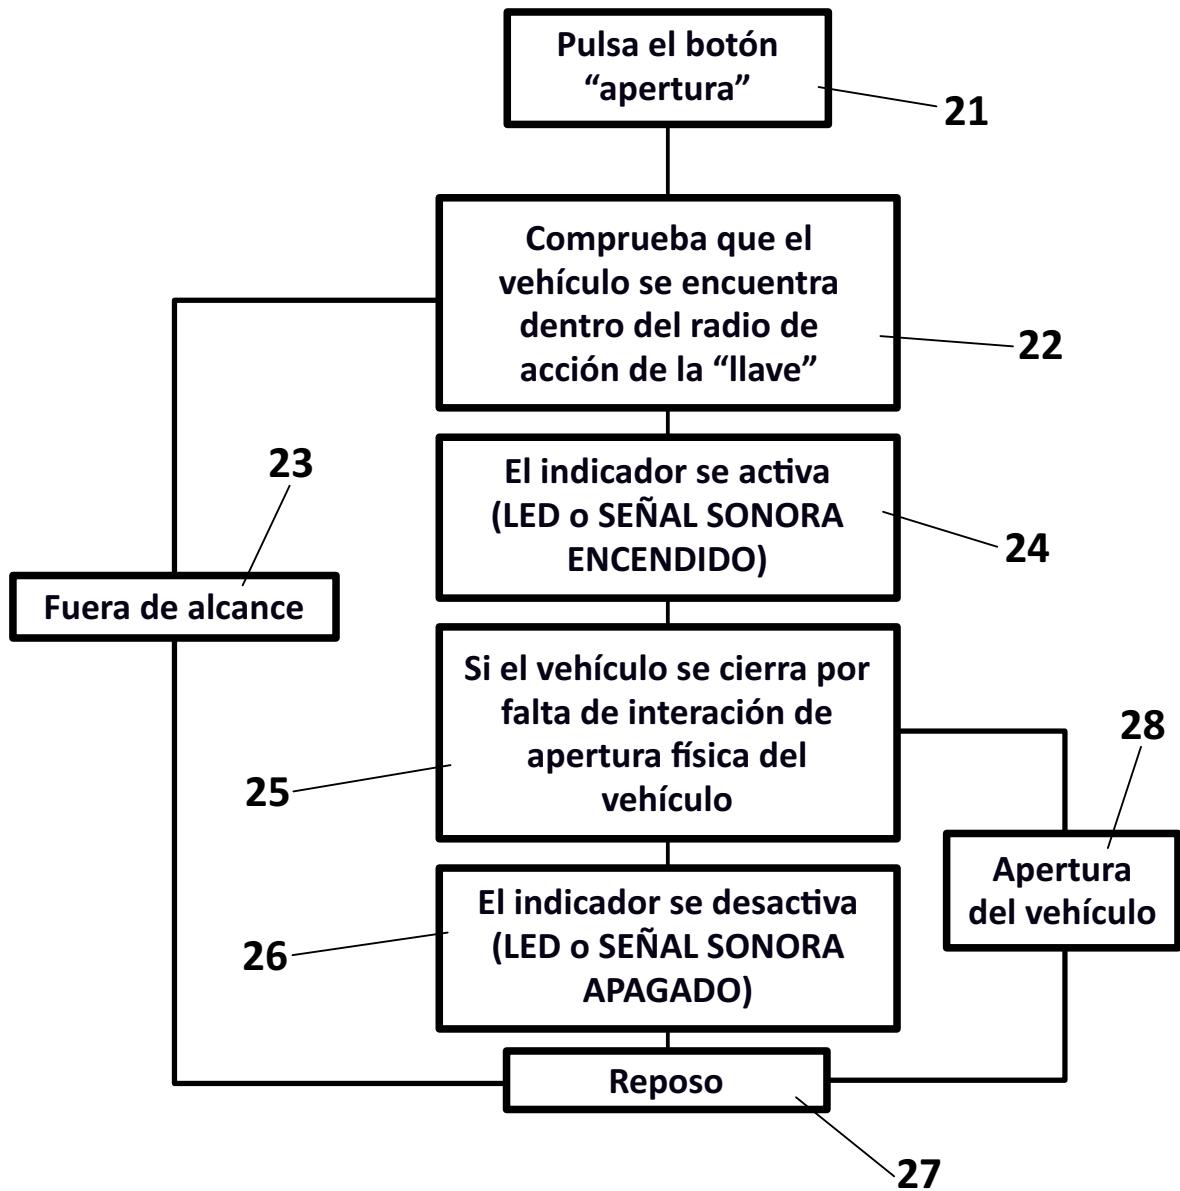 Pulsa el botón
“apertura”
21
Comprueba que el
vehículo se encuentra
dentro del radio de
acción de la “llave”
22
23
Fuera de alcance
El indicador se activa
(LED o SEÑAL SONORA
ENCENDIDO)
24
Si el vehículo se cierra por
falta de interación de
apertura física del
vehículo
25
28
Apertura
del vehículo
El indicador se desactiva
(LED o SEÑAL SONORA
APAGADO)
26
Reposo
27